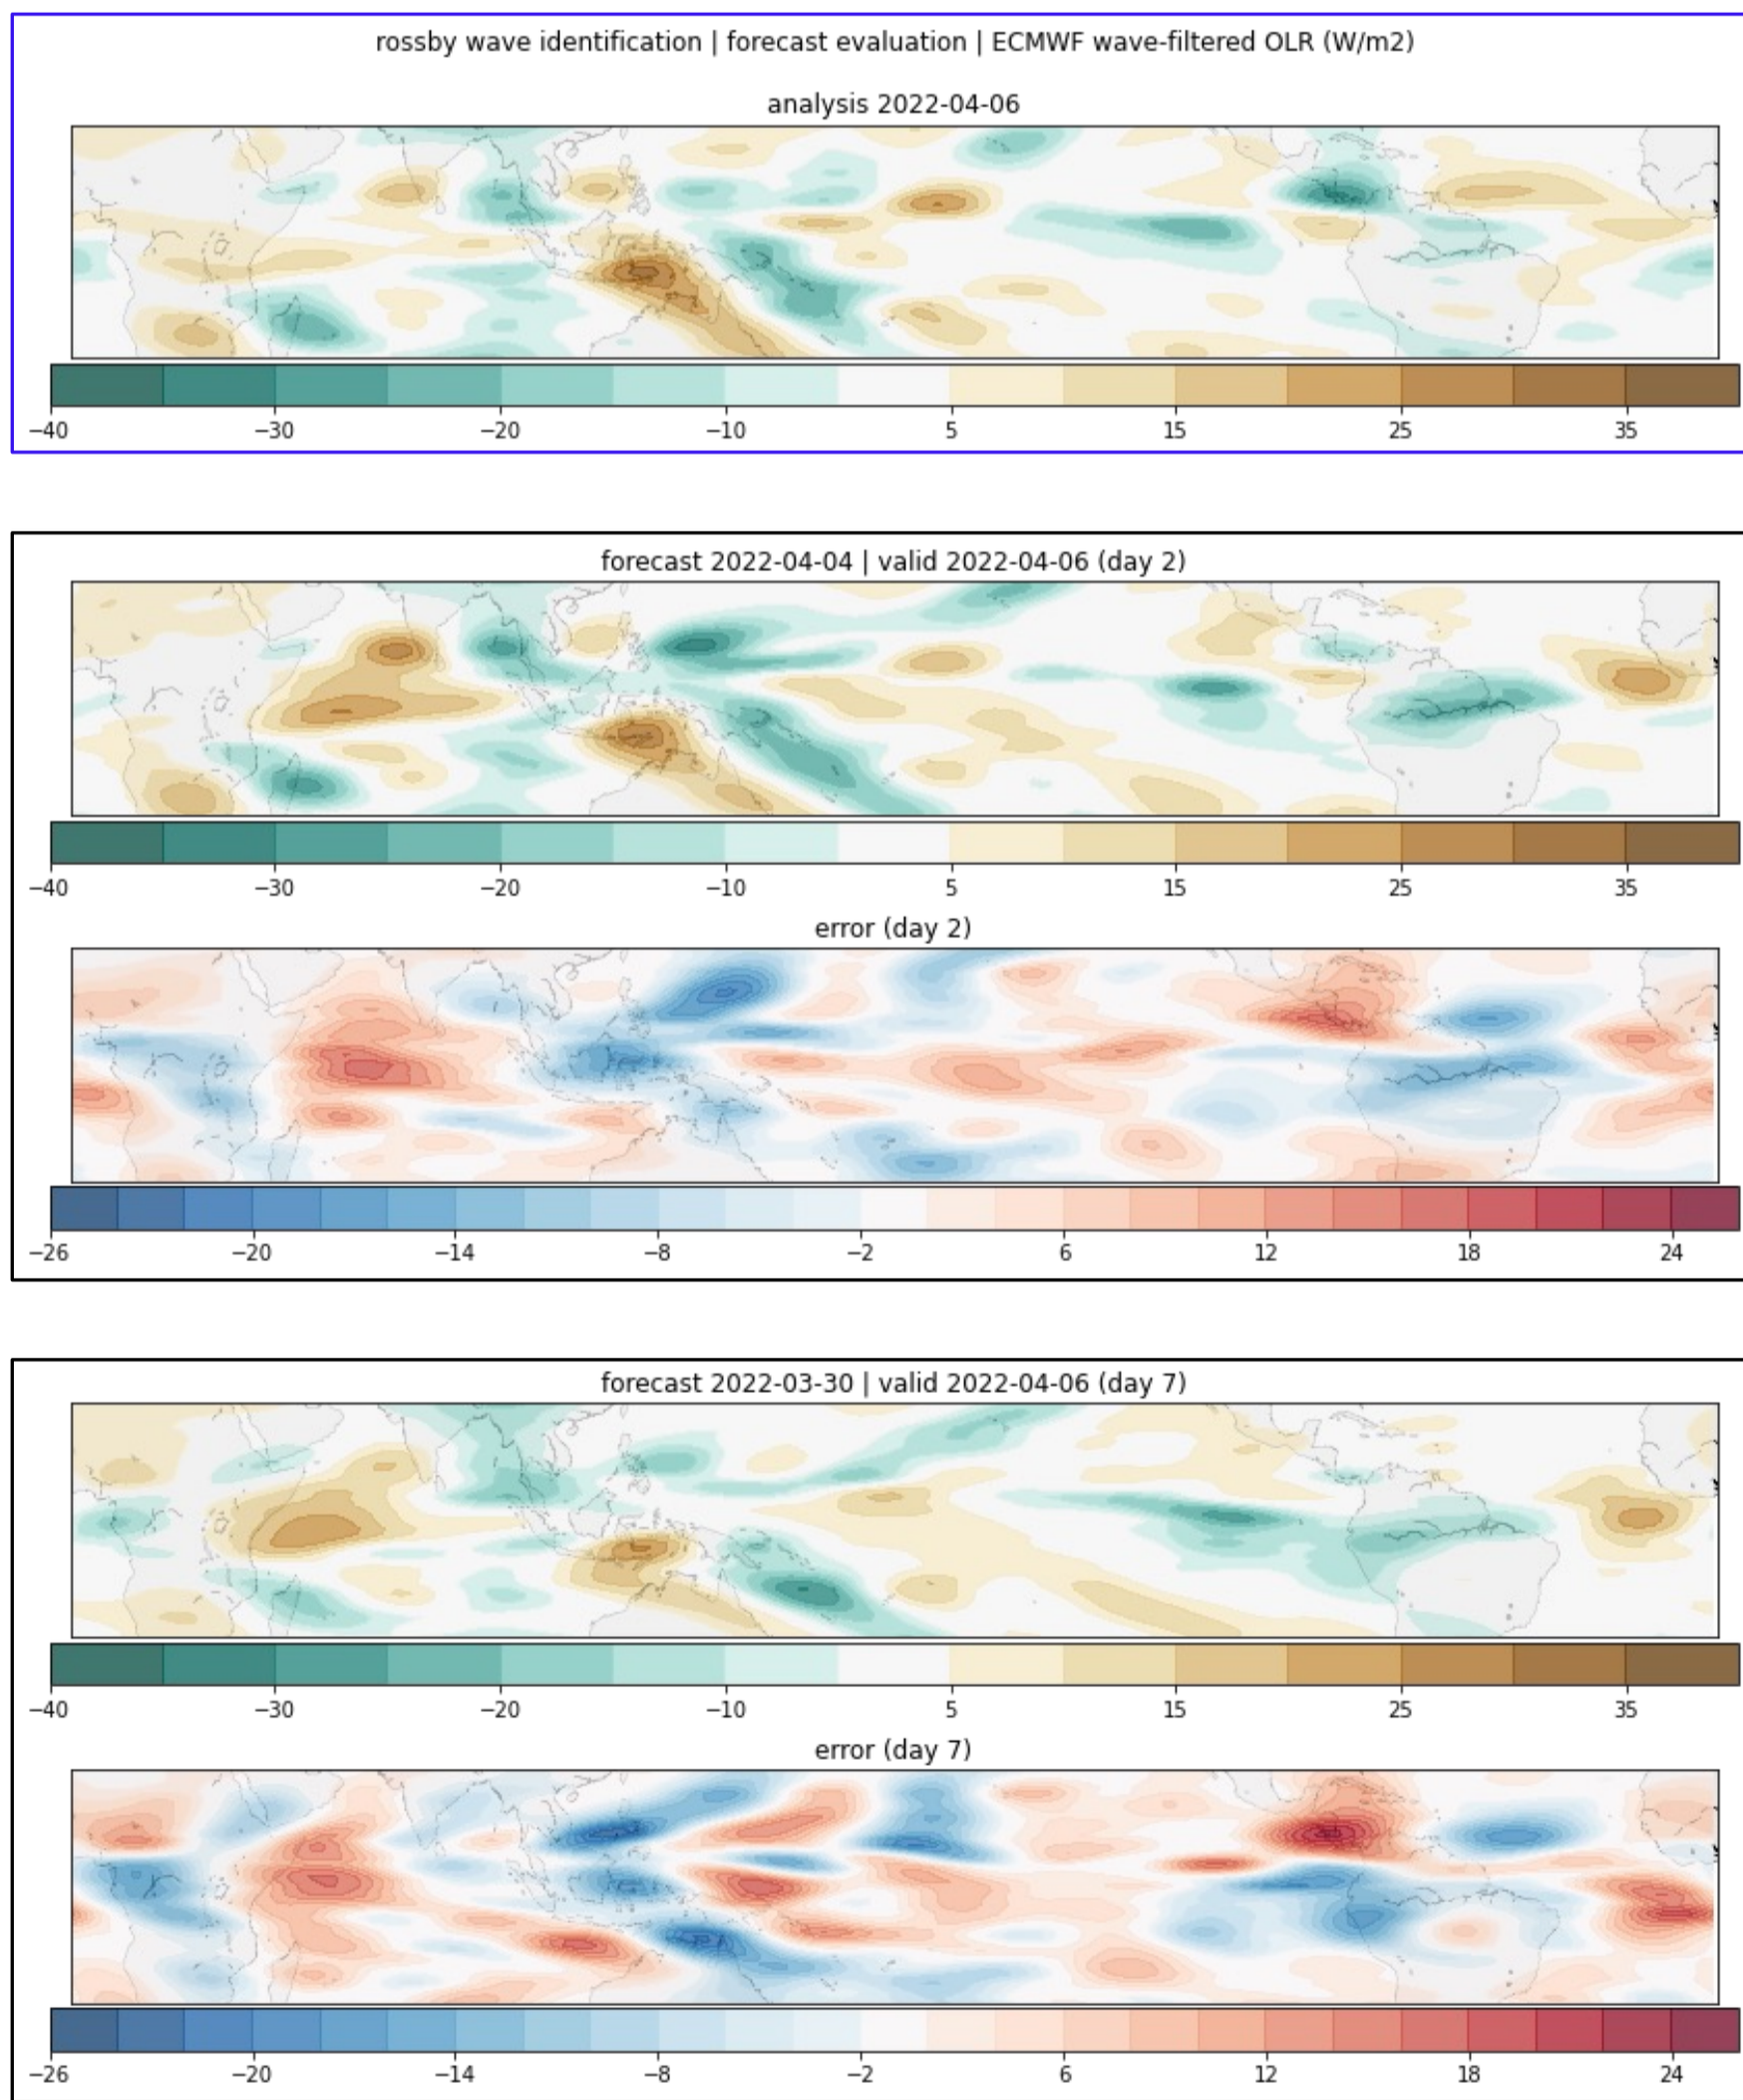 rossby wave identification | forecast evaluation | ECMWF wave-filtered OLR (W/m2)
analysis 2022-04-06
−40 −30 −20 −10 5 15 25 35
forecast 2022-04-04 | valid 2022-04-06 (day 2)
−40 −30 −20 −10 5 15 25 35
error (day 2)
−26 −20 −14 −8 −2 6 12 18 24
forecast 2022-03-30 | valid 2022-04-06 (day 7)
−40 −30 −20 −10 5 15 25 35
error (day 7)
−26 −20 −14 −8 −2 6 12 18 24